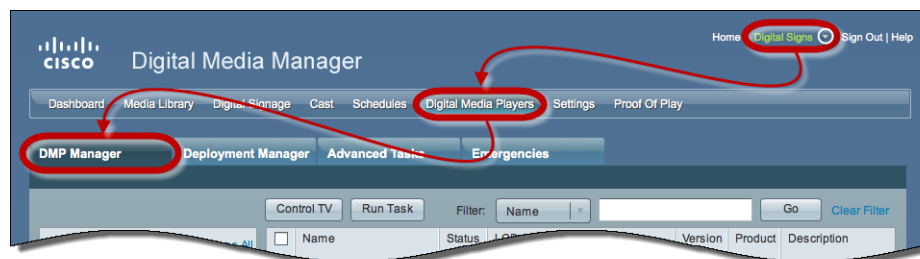 Home Digital Signs Sign Out | Help
CISCO Digital Media Manager
Dashboard Media Library Digital Signage Cast Schedules Digital Media Players Settings Proof Of Play
DMP Manager Deployment Manager Advanced Tasks Emergencies
Control TV Run Task Filter: Name Go Clear Filter
All Name Status Version Product Description